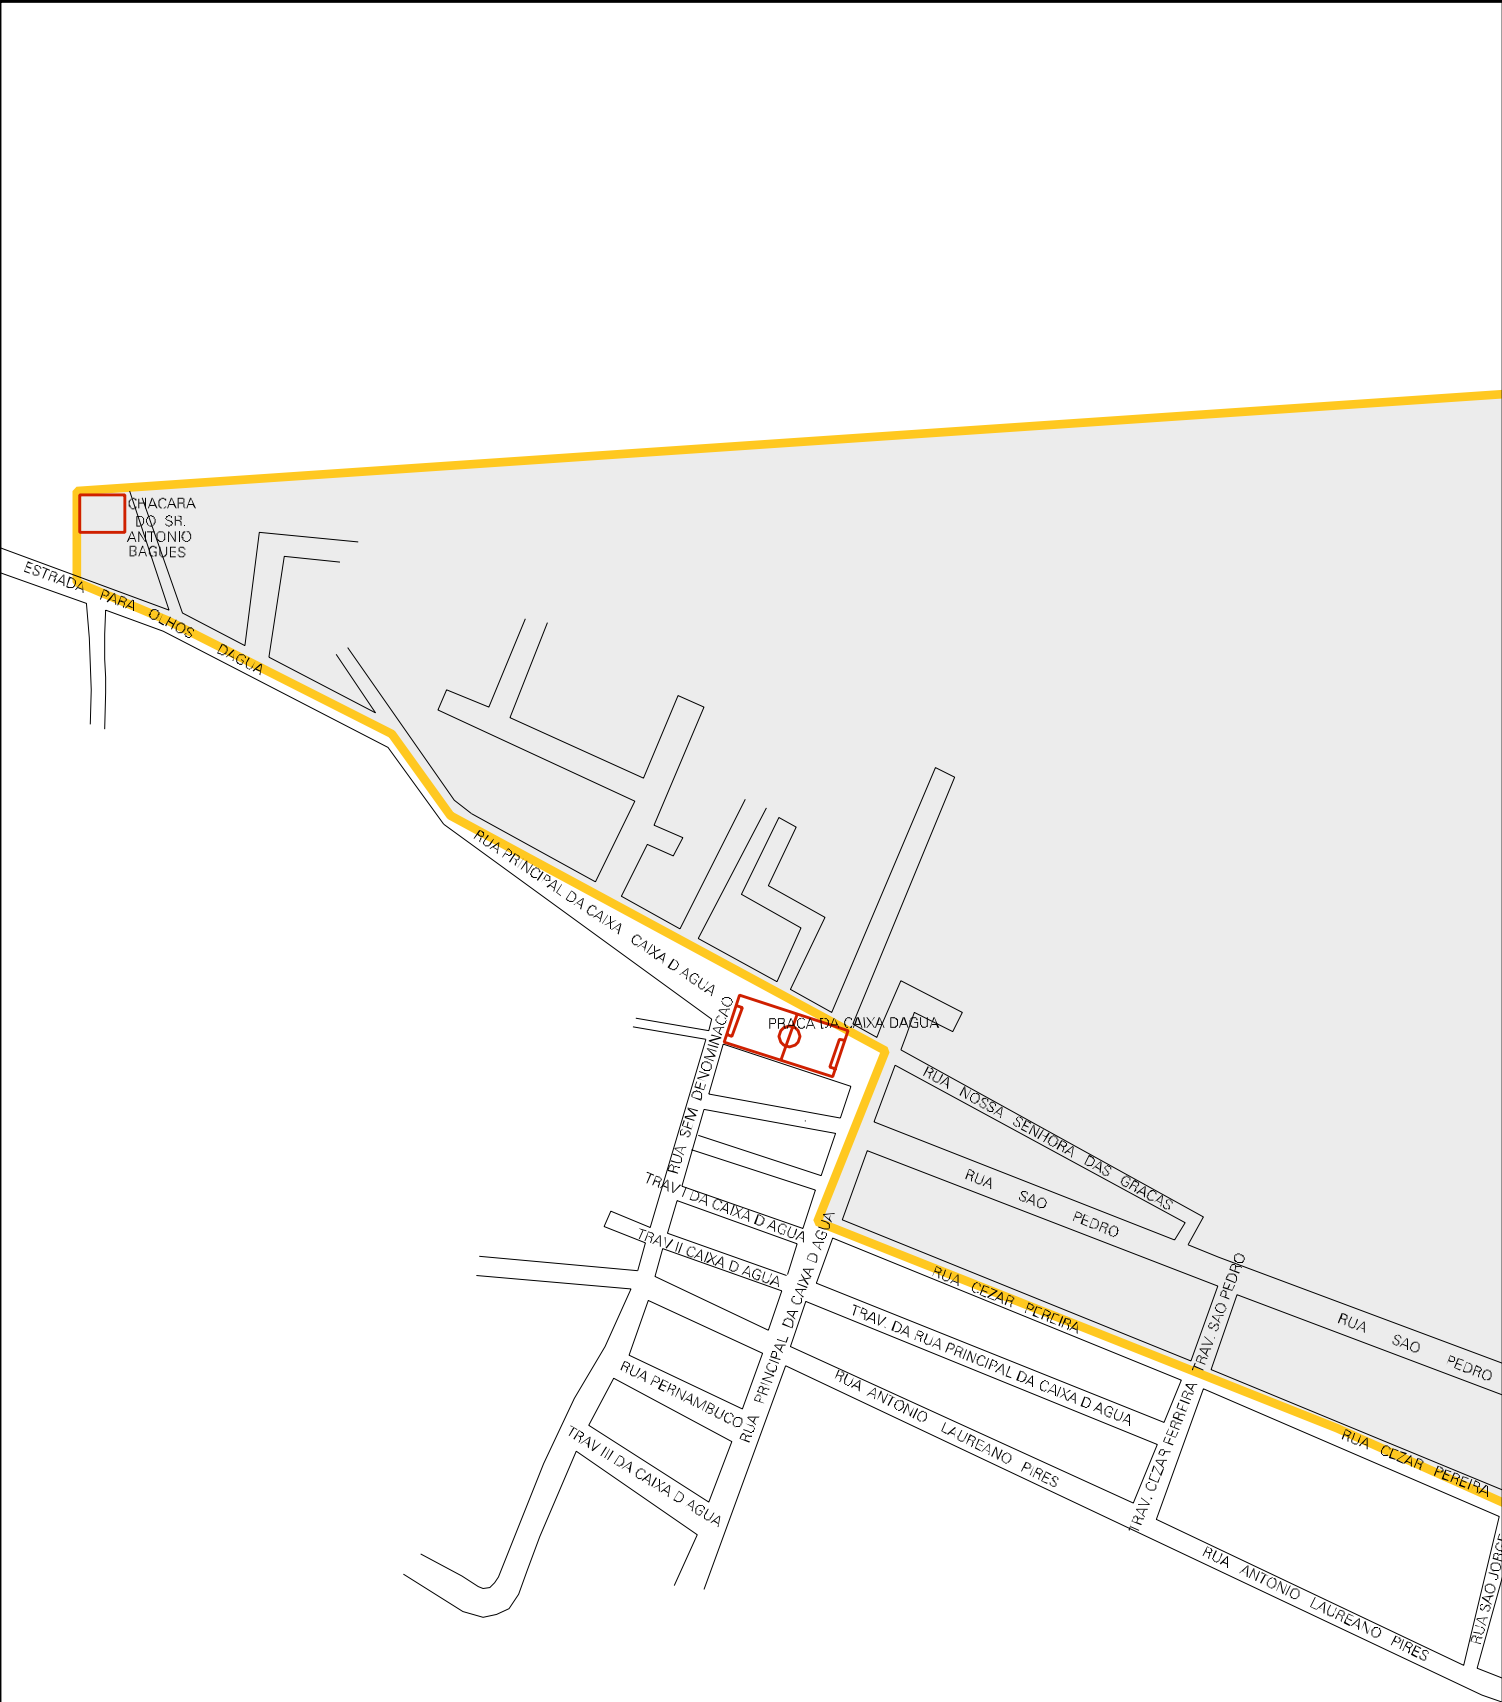 CHACARA
DO SR.
ANTONIO
BAGUES
ESTRADA PARA OLHOS DAGUA
RUA PRINCIPAL DA CAIXA CAIXA D AGUA
PRACA DA CAIXA DAGUA
RUA SEM DENOMINACAO
RUA NOSSA SENHORA DAS GRACAS
RUA SAO PEDRO
TRAV I DA CAIXA D AGUA
TRAV II CAIXA D AGUA
RUA PRINCIPAL DA CAIXA D AGUA
RUA CEZAR PEREIRA
TRAV. SAO PEDRO
RUA SAO PEDRO
TRAV. DA RUA PRINCIPAL DA CAIXA D AGUA
RUA PERNAMBUCO
RUA ANTONIO LAUREANO PIRES
TRAV. CEZAR FERREIRA
RUA CEZAR PEREIRA
TRAV III DA CAIXA D AGUA
RUA ANTONIO LAUREANO PIRES
RUA SAO JORGE